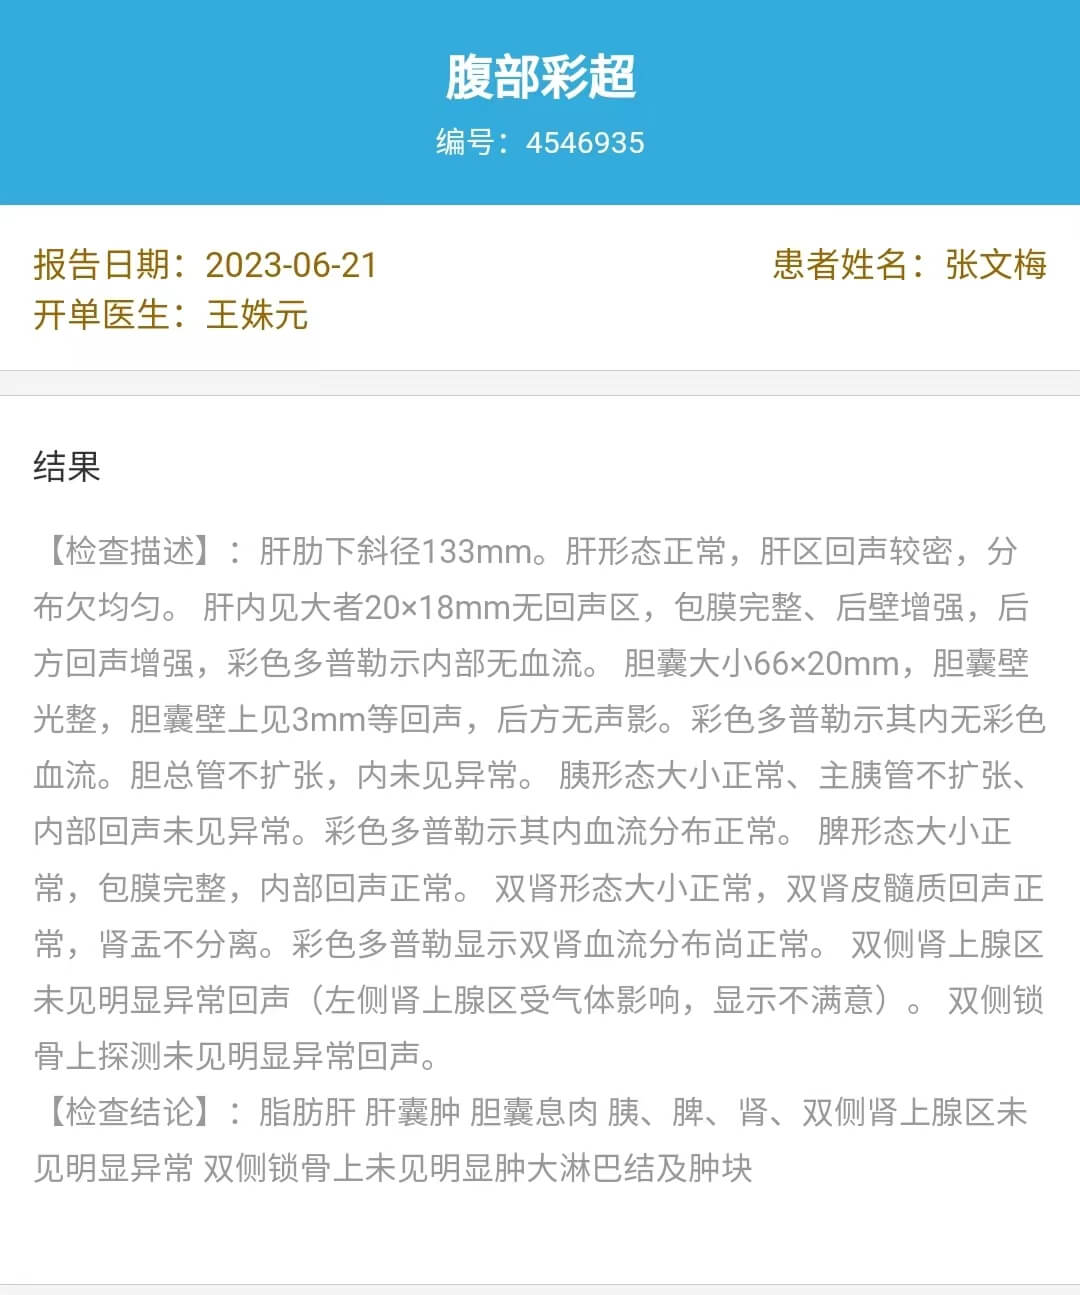 腹部彩超
编号：4546935
报告日期：2023-06-21
患者姓名：张文梅
开单医生：王姝元
结果
【检查描述】：肝肋下斜径133mm。肝形态正常，肝区回声较密，分
布欠均匀。 肝内见大者20×18mm无回声区，包膜完整、后壁增强，后
方回声增强，彩色多普勒示内部无血流。 胆囊大小66×20mm，胆囊壁
光整，胆囊壁上见3mm等回声，后方无声影。彩色多普勒示其内无彩色
血流。胆总管不扩张，内未见异常。 胰形态大小正常、主胰管不扩张、
内部回声未见异常。彩色多普勒示其内血流分布正常。 脾形态大小正
常，包膜完整，内部回声正常。 双肾形态大小正常，双肾皮髓质回声正
常，肾盂不分离。彩色多普勒显示双肾血流分布尚正常。 双侧肾上腺区
未见明显异常回声（左侧肾上腺区受气体影响，显示不满意）。 双侧锁
骨上探测未见明显异常回声。
【检查结论】：脂肪肝 肝囊肿 胆囊息肉 胰、脾、肾、双侧肾上腺区未
见明显异常 双侧锁骨上未见明显肿大淋巴结及肿块